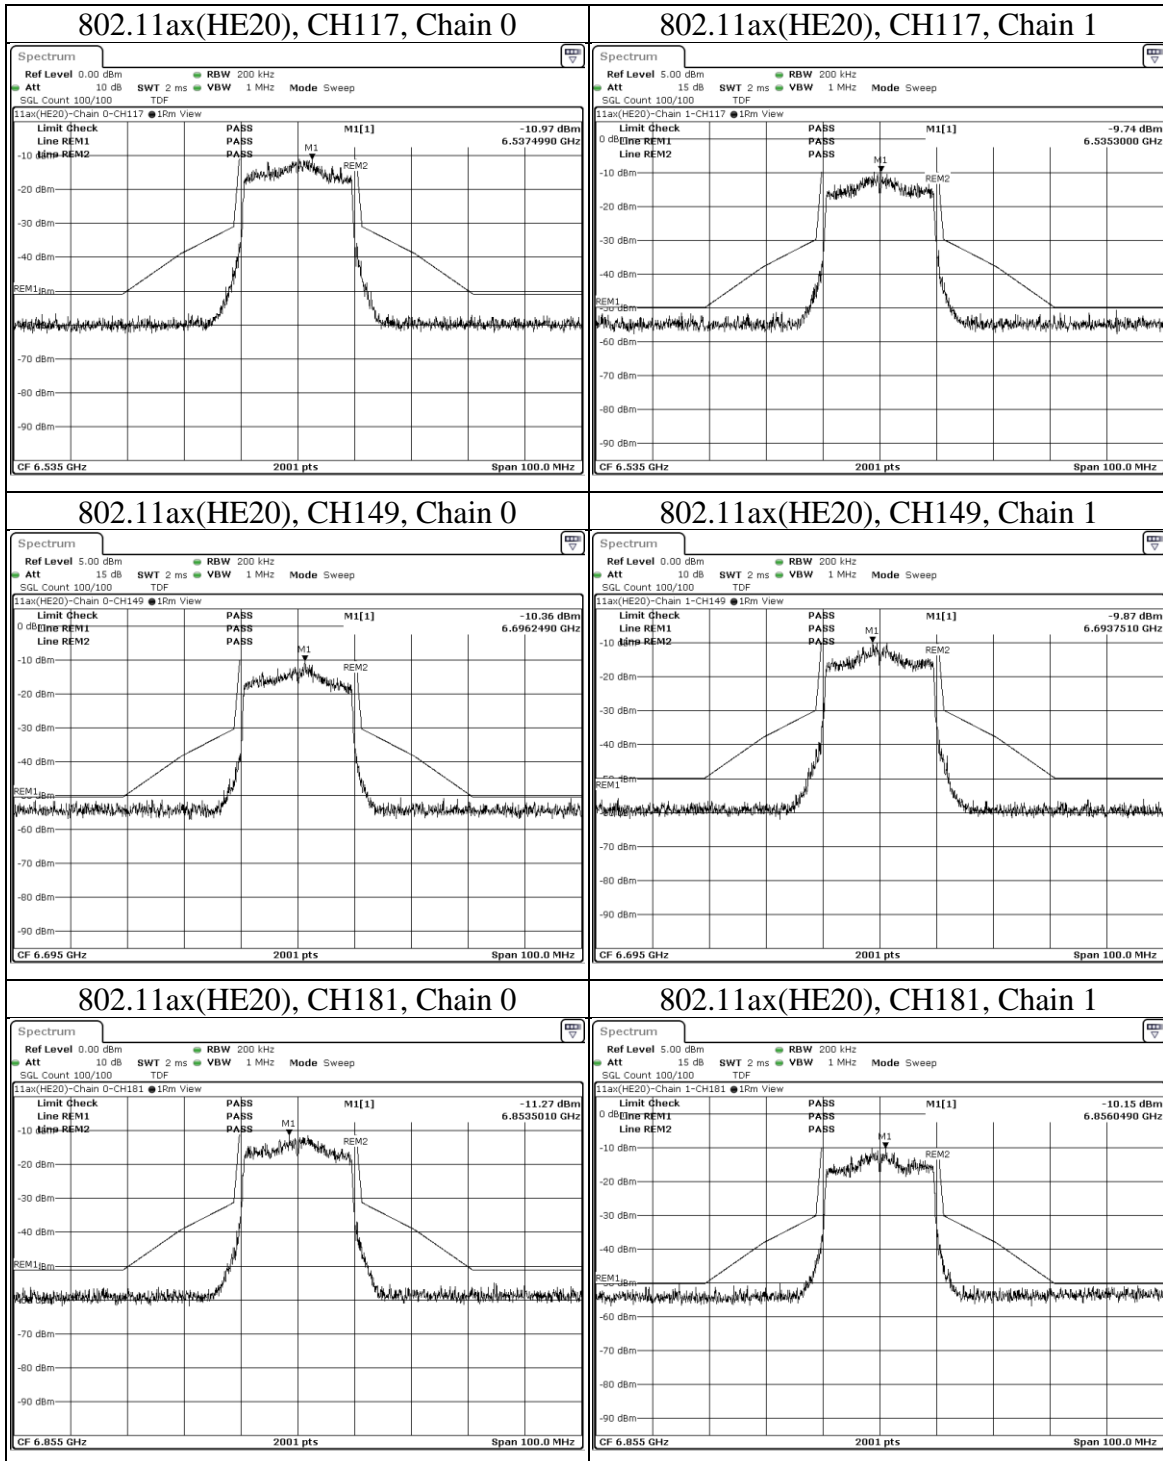 802.11ax(HE20), CH117, Chain 0
Spectrum
Ref Level 0.00 dBm RBW 200 kHz
Att 10 dB SWT 2 ms VBW 1 MHz Mode Sweep
SGL Count 100/100 TDF
11ax(HE20)-Chain 0-CH117 1Rm View
Limit Check PASS M1[1] -10.97 dBm
Line REM1 PASS 6.5374990 GHz
Line REM2 PASS
M1
-10 dBm
REM2
-20 dBm
-30 dBm
-40 dBm
REM1
-70 dBm
-80 dBm
-90 dBm
CF 6.535 GHz 2001 pts Span 100.0 MHz
802.11ax(HE20), CH117, Chain 1
Spectrum
Ref Level 5.00 dBm RBW 200 kHz
Att 15 dB SWT 2 ms VBW 1 MHz Mode Sweep
SGL Count 100/100 TDF
11ax(HE20)-Chain 1-CH117 1Rm View
Limit Check PASS M1[1] -9.74 dBm
0 dBm
Line REM1 PASS 6.5353000 GHz
Line REM2 PASS
M1
-10 dBm
REM2
-20 dBm
-30 dBm
-40 dBm
REM1
-60 dBm
-70 dBm
-80 dBm
-90 dBm
CF 6.535 GHz 2001 pts Span 100.0 MHz
802.11ax(HE20), CH149, Chain 0
Spectrum
Ref Level 5.00 dBm RBW 200 kHz
Att 15 dB SWT 2 ms VBW 1 MHz Mode Sweep
SGL Count 100/100 TDF
11ax(HE20)-Chain 0-CH149 1Rm View
Limit Check PASS M1[1] -10.36 dBm
0 dBm
Line REM1 PASS 6.6962490 GHz
Line REM2 PASS
M1
-10 dBm
REM2
-20 dBm
-30 dBm
-40 dBm
REM1
-60 dBm
-70 dBm
-80 dBm
-90 dBm
CF 6.695 GHz 2001 pts Span 100.0 MHz
802.11ax(HE20), CH149, Chain 1
Spectrum
Ref Level 0.00 dBm RBW 200 kHz
Att 10 dB SWT 2 ms VBW 1 MHz Mode Sweep
SGL Count 100/100 TDF
11ax(HE20)-Chain 1-CH149 1Rm View
Limit Check PASS M1[1] -9.87 dBm
Line REM1 PASS 6.6937510 GHz
Line REM2 PASS
M1
-10 dBm
REM2
-20 dBm
-30 dBm
-40 dBm
REM1
-70 dBm
-80 dBm
-90 dBm
CF 6.695 GHz 2001 pts Span 100.0 MHz
802.11ax(HE20), CH181, Chain 0
Spectrum
Ref Level 0.00 dBm RBW 200 kHz
Att 10 dB SWT 2 ms VBW 1 MHz Mode Sweep
SGL Count 100/100 TDF
11ax(HE20)-Chain 0-CH181 1Rm View
Limit Check PASS M1[1] -11.27 dBm
Line REM1 PASS 6.8535010 GHz
Line REM2 PASS
M1
-10 dBm
REM2
-20 dBm
-30 dBm
-40 dBm
REM1
-70 dBm
-80 dBm
-90 dBm
CF 6.855 GHz 2001 pts Span 100.0 MHz
802.11ax(HE20), CH181, Chain 1
Spectrum
Ref Level 5.00 dBm RBW 200 kHz
Att 15 dB SWT 2 ms VBW 1 MHz Mode Sweep
SGL Count 100/100 TDF
11ax(HE20)-Chain 1-CH181 1Rm View
Limit Check PASS M1[1] -10.15 dBm
0 dBm
Line REM1 PASS 6.8560490 GHz
Line REM2 PASS
M1
-10 dBm
REM2
-20 dBm
-30 dBm
-40 dBm
REM1
-60 dBm
-70 dBm
-80 dBm
-90 dBm
CF 6.855 GHz 2001 pts Span 100.0 MHz